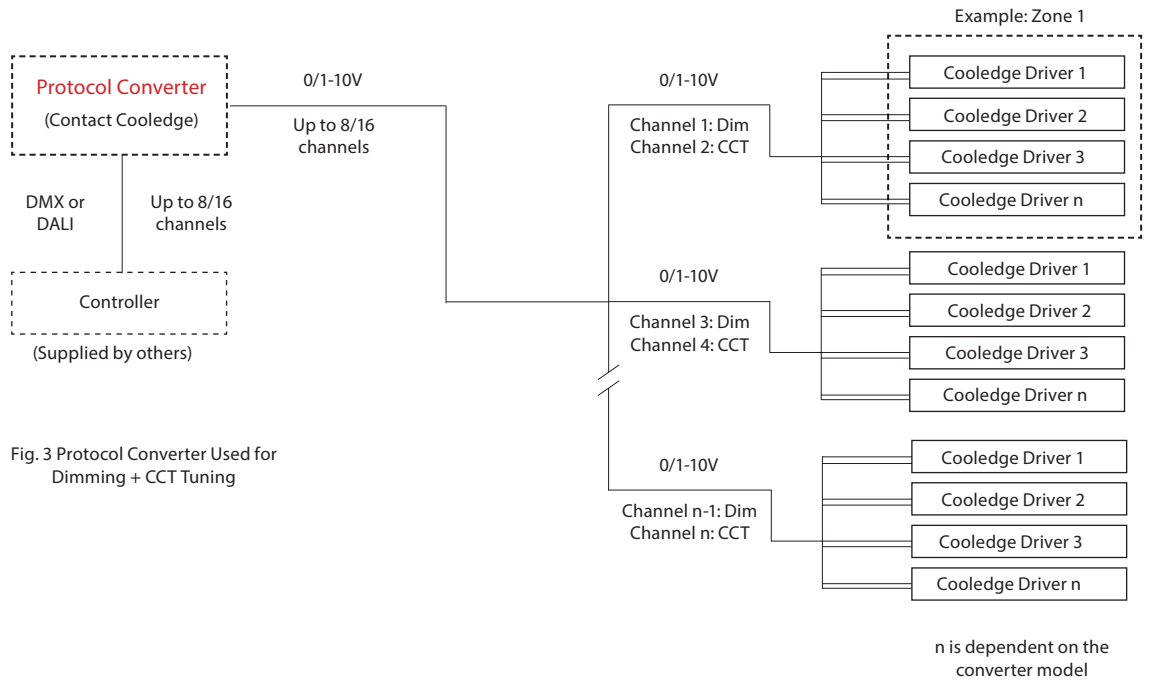 Example: Zone 1
Protocol Converter
(Contact Cooledge)
0/1-10V
Up to 8/16
channels
DMX or
DALI
Up to 8/16
channels
Controller
(Supplied by others)
0/1-10V
Channel 1: Dim
Channel 2: CCT
Cooledge Driver 1
Cooledge Driver 2
Cooledge Driver 3
Cooledge Driver n
0/1-10V
Channel 3: Dim
Channel 4: CCT
Cooledge Driver 1
Cooledge Driver 2
Cooledge Driver 3
Cooledge Driver n
Fig. 3 Protocol Converter Used for
Dimming + CCT Tuning
0/1-10V
Channel n-1: Dim
Channel n: CCT
Cooledge Driver 1
Cooledge Driver 2
Cooledge Driver 3
Cooledge Driver n
n is dependent on the
converter model